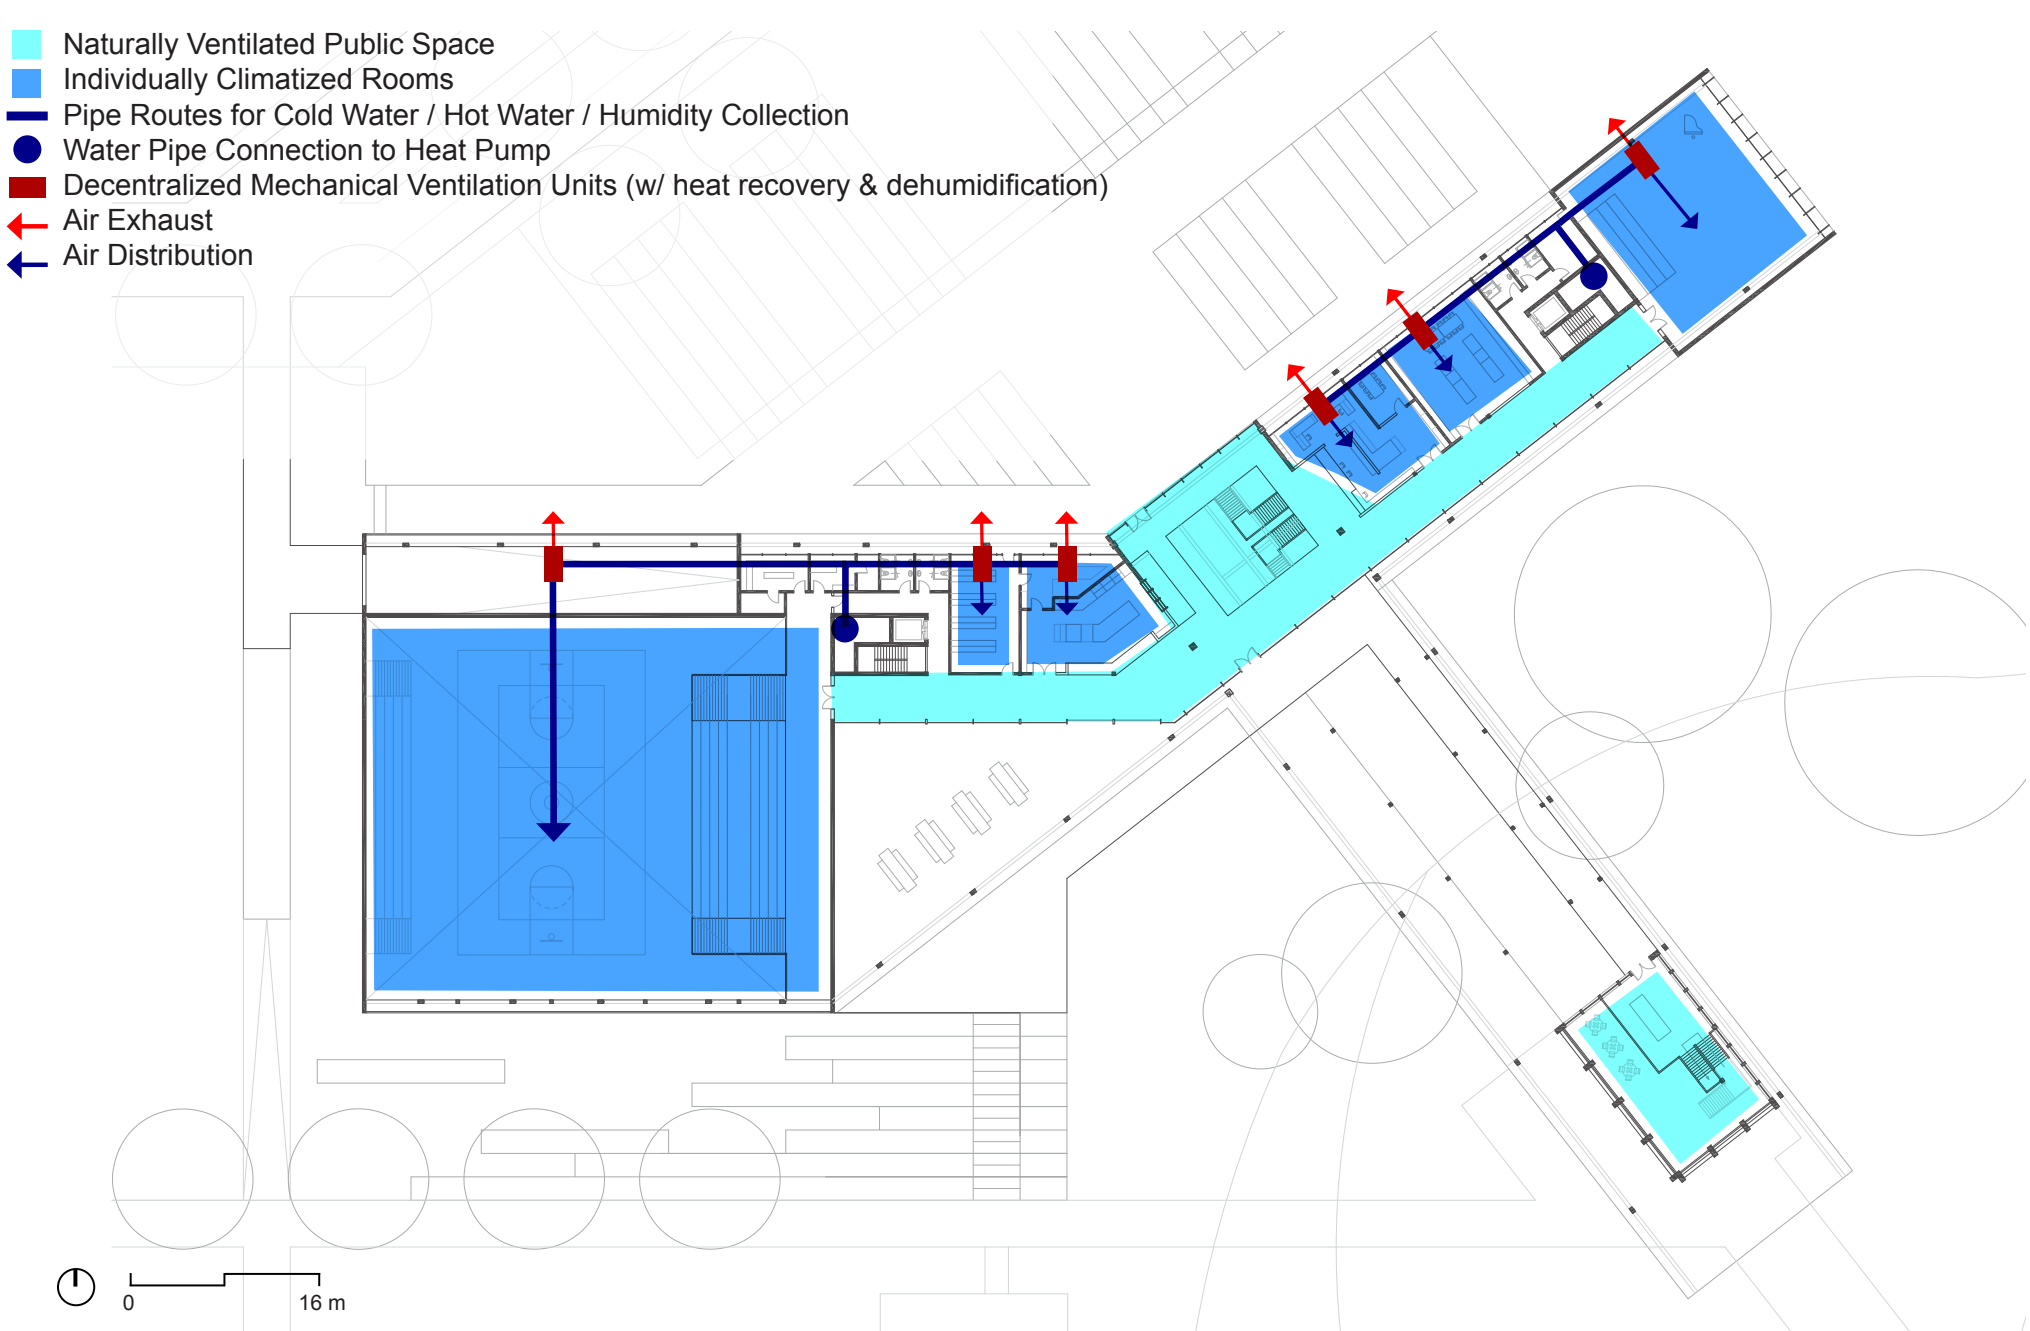 Naturally Ventilated Public Space
Individually Climatized Rooms
Pipe Routes for Cold Water / Hot Water / Humidity Collection
Water Pipe Connection to Heat Pump
Decentralized Mechanical Ventilation Units (w/ heat recovery & dehumidification)
Air Exhaust
Air Distribution
0 16 m